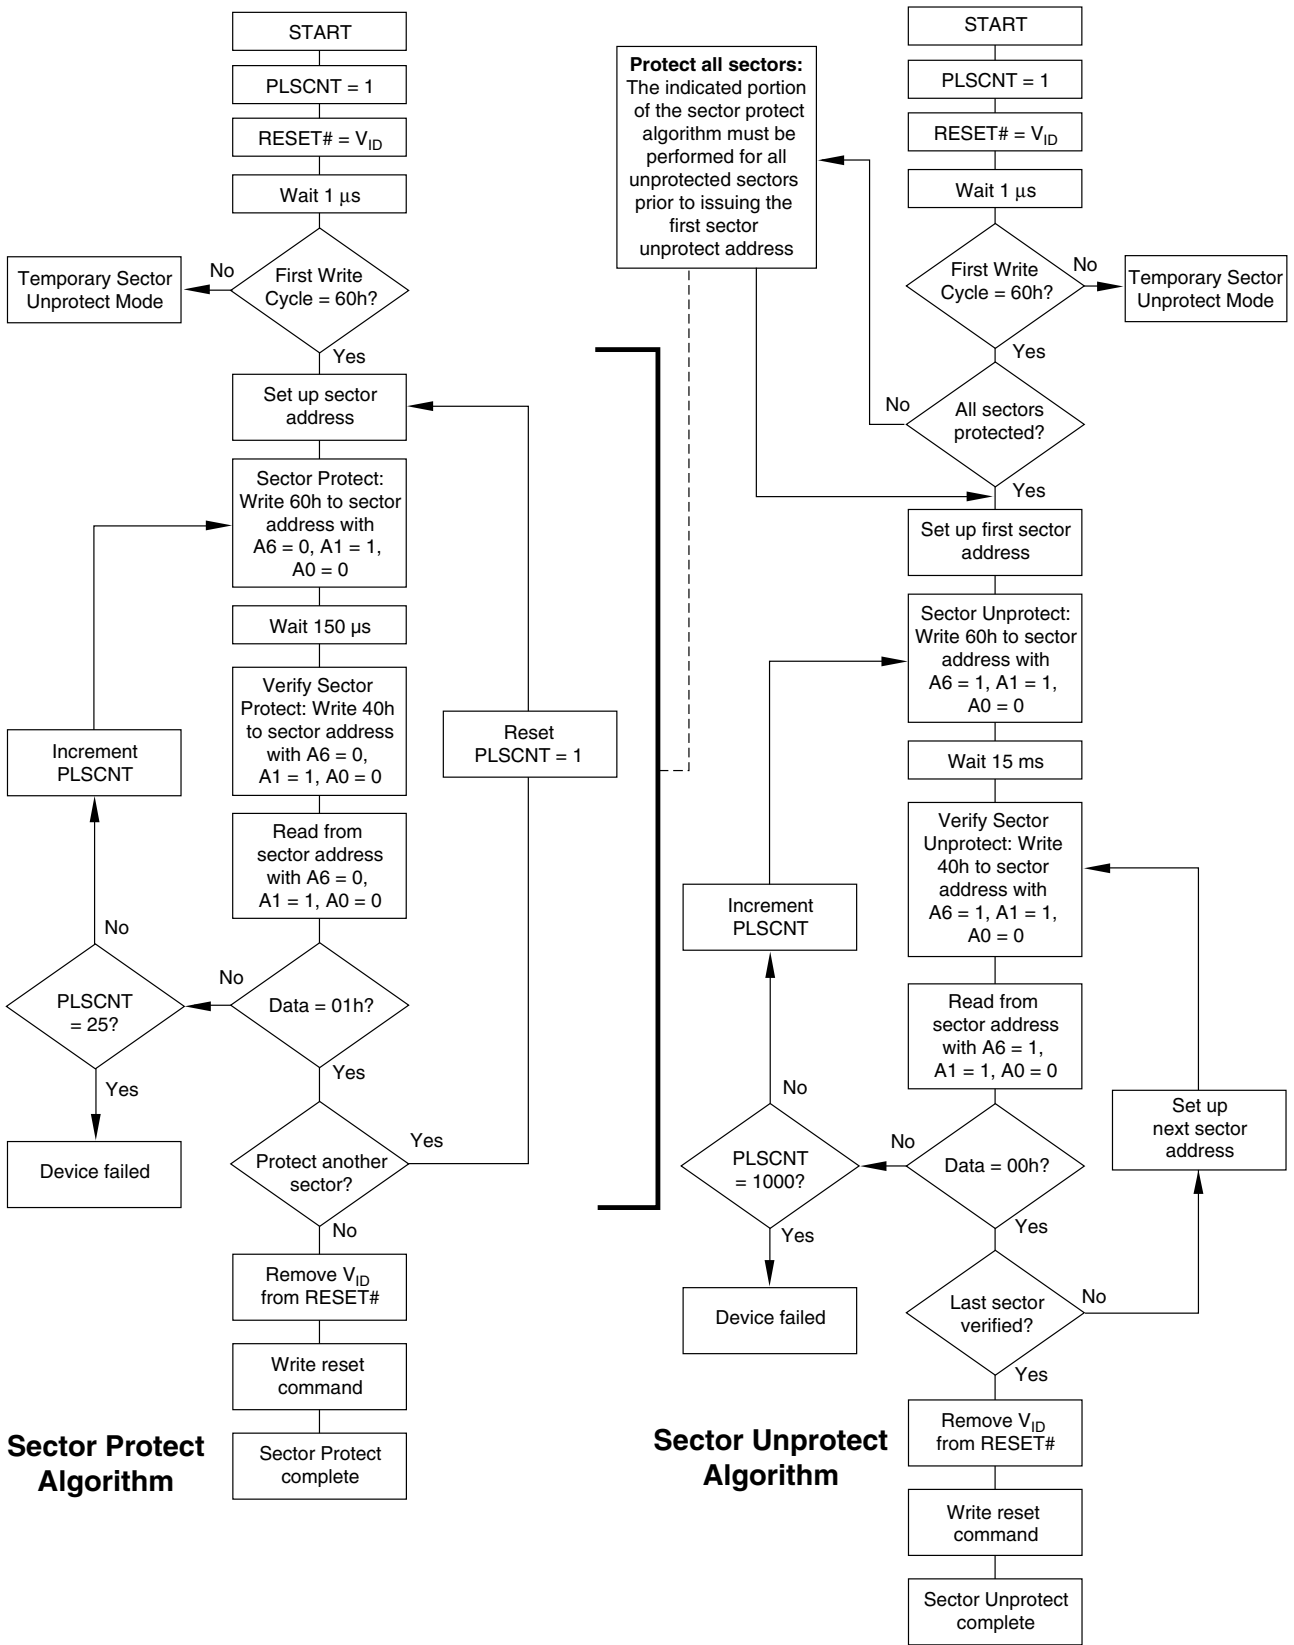 START
PLSCNT = 1
RESET# = VID
Wait 1 μs
First Write
Cycle = 60h?
No
Temporary Sector
Unprotect Mode
Yes
Set up sector
address
Sector Protect:
Write 60h to sector
address with
A6 = 0, A1 = 1,
A0 = 0
Wait 150 µs
Verify Sector
Protect: Write 40h
to sector address
with A6 = 0,
A1 = 1, A0 = 0
Reset
PLSCNT = 1
Increment
PLSCNT
Read from
sector address
with A6 = 0,
A1 = 1, A0 = 0
No
No
PLSCNT
= 25?
Data = 01h?
Yes
Yes
Device failed
Protect another
sector?
Yes
No
Remove VID
from RESET#
Write reset
command
Sector Protect
complete
Sector Protect
Algorithm
Protect all sectors:
The indicated portion
of the sector protect
algorithm must be
performed for all
unprotected sectors
prior to issuing the
first sector
unprotect address
START
PLSCNT = 1
RESET# = VID
Wait 1 μs
First Write
Cycle = 60h?
No
Temporary Sector
Unprotect Mode
Yes
No
All sectors
protected?
Yes
Set up first sector
address
Sector Unprotect:
Write 60h to sector
address with
A6 = 1, A1 = 1,
A0 = 0
Wait 15 ms
Verify Sector
Unprotect: Write
40h to sector
address with
A6 = 1, A1 = 1,
A0 = 0
Increment
PLSCNT
Read from
sector address
with A6 = 1,
A1 = 1, A0 = 0
No
No
Set up
next sector
address
PLSCNT
= 1000?
Data = 00h?
Yes
Yes
Device failed
Last sector
verified?
No
Yes
Remove VID
from RESET#
Write reset
command
Sector Unprotect
complete
Sector Unprotect
Algorithm